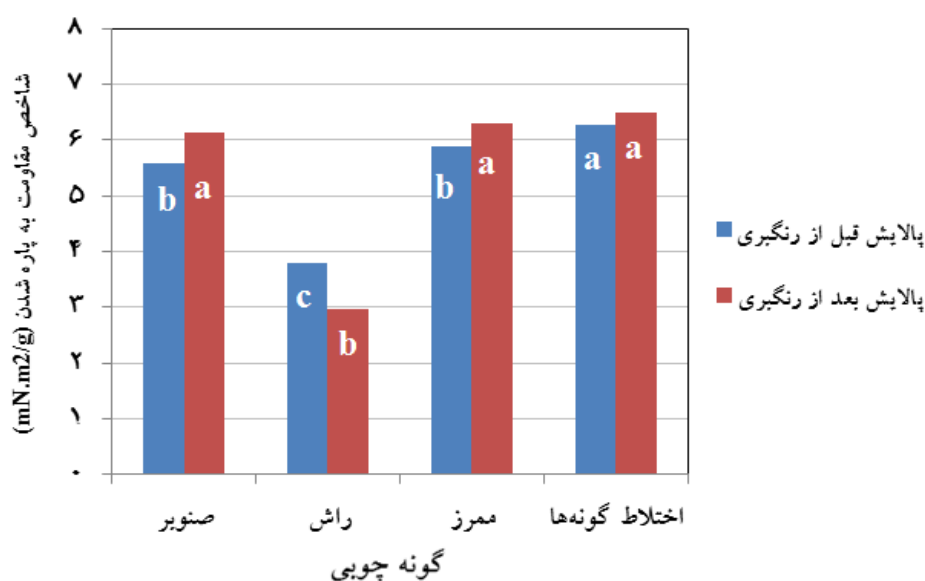 شاخص مقاومت به پاره شدن (mN.m2/g)
۸
۷
۶
۵
۴
۳
۲
۱
۰
b
a
c
b
b
a
a
a
صنوبر
راش
ممرز
اختلاط گونه‌ها
گونه چوبی
پالایش قبل از رنگبری
پالایش بعد از رنگبری